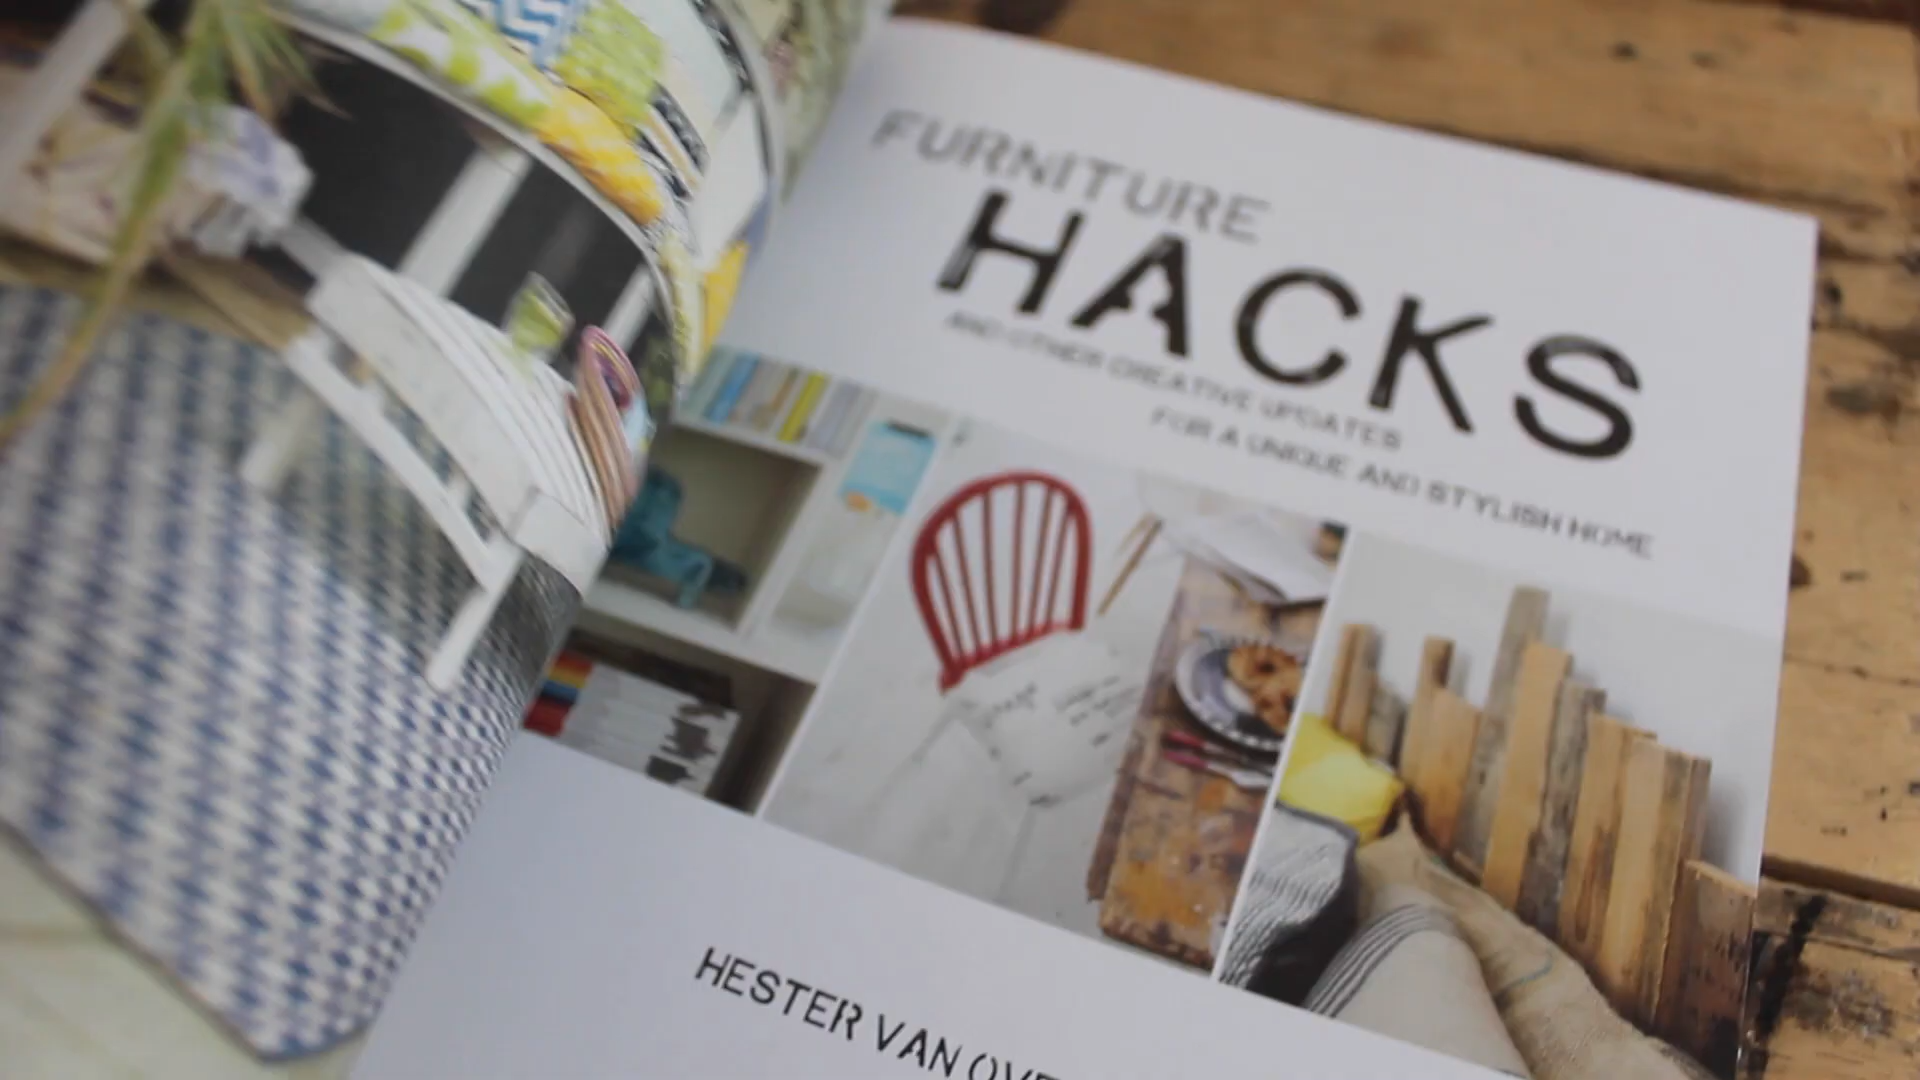 FURNITURE
HACKS
AND OTHER CREATIVE UPDATES
FOR A UNIQUE AND STYLISH HOME
HESTER VAN OVE